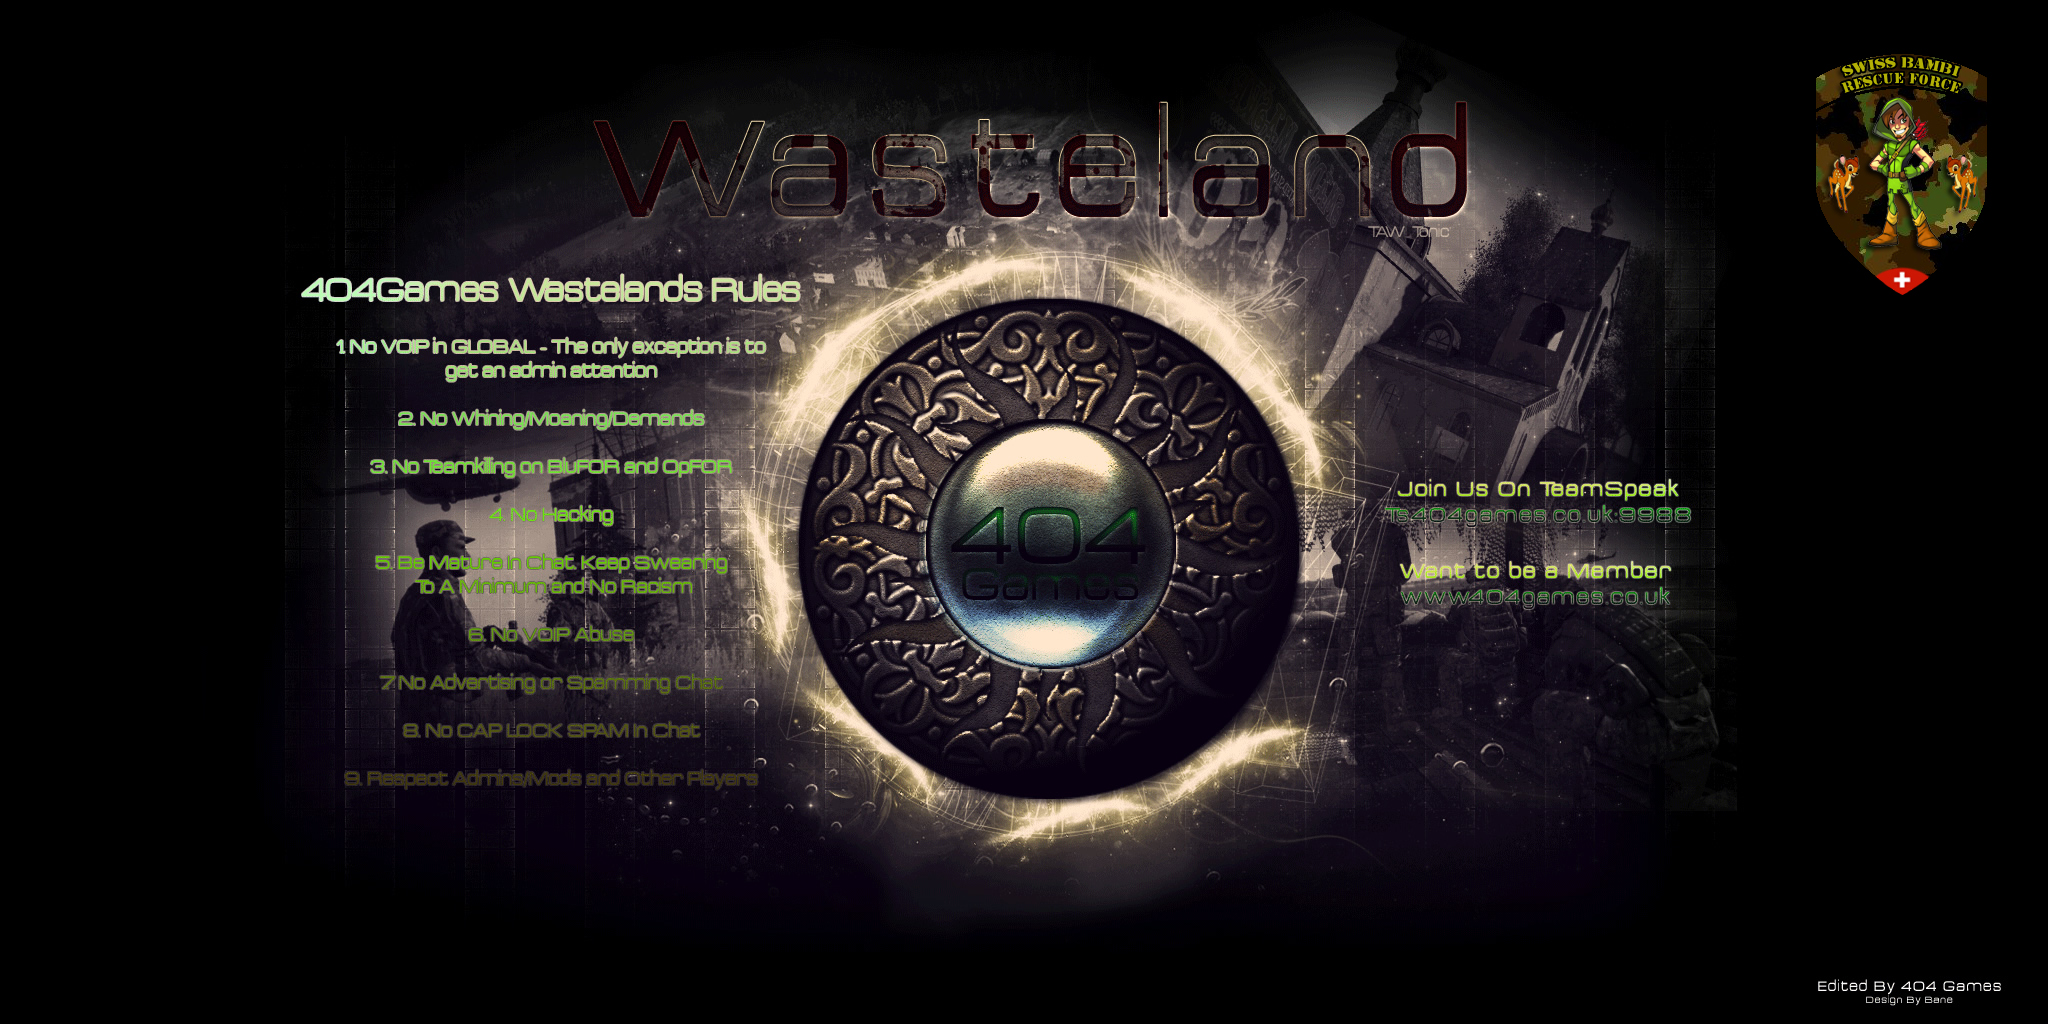 SWISS BAMBI
RESCUE FORCE
Wasteland
TAW_Tonic
404Games Wastelands Rules
1. No VOIP in GLOBAL - The only exception is to
get an admin attention
2. No Whining/Moaning/Demands
3. No Teamkilling on BluFOR and OpFOR
4. No Hacking
5. Be Mature In Chat. Keep Swearing
To A Minimum and No Racism
6. No VOIP Abuse
7 No Advertising or Spamming Chat
8. No CAP LOCK SPAM In Chat
9. Respect Admins/Mods and Other Players
404
Games
Join Us On TeamSpeak
Ts.404games.co.uk:9988
Want to be a Member
www.404games.co.uk
Edited By 404 Games
Design By Bane